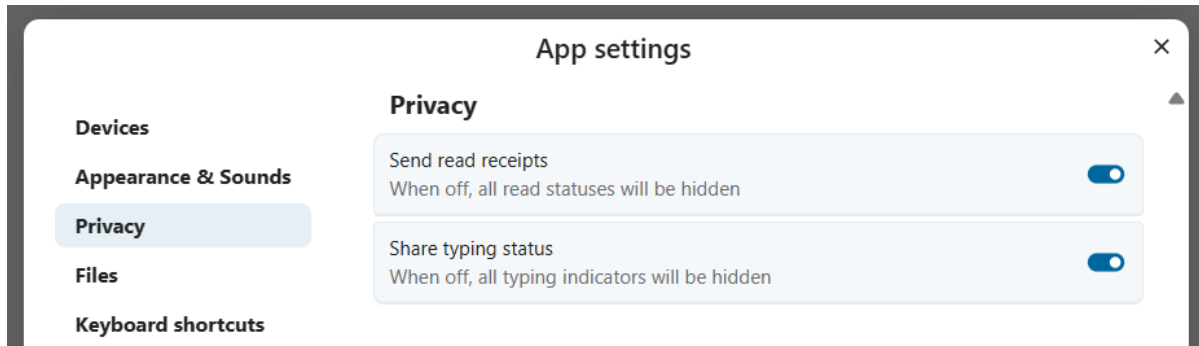 App settings
Devices
Appearance & Sounds
Privacy
Files
Keyboard shortcuts
Privacy
Send read receipts
When off, all read statuses will be hidden
Share typing status
When off, all typing indicators will be hidden